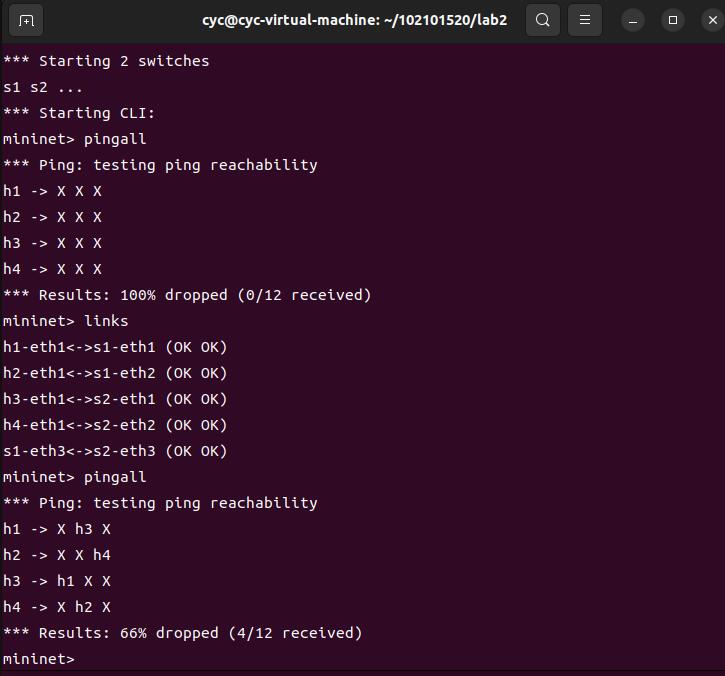 cyc@cyc-virtual-machine: ~/102101520/lab2
*** Starting 2 switches
s1 s2 ...
*** Starting CLI:
mininet> pingall
*** Ping: testing ping reachability
h1 -> X X X
h2 -> X X X
h3 -> X X X
h4 -> X X X
*** Results: 100% dropped (0/12 received)
mininet> links
h1-eth1<->s1-eth1 (OK OK)
h2-eth1<->s1-eth2 (OK OK)
h3-eth1<->s2-eth1 (OK OK)
h4-eth1<->s2-eth2 (OK OK)
s1-eth3<->s2-eth3 (OK OK)
mininet> pingall
*** Ping: testing ping reachability
h1 -> X h3 X
h2 -> X X h4
h3 -> h1 X X
h4 -> X h2 X
*** Results: 66% dropped (4/12 received)
mininet>